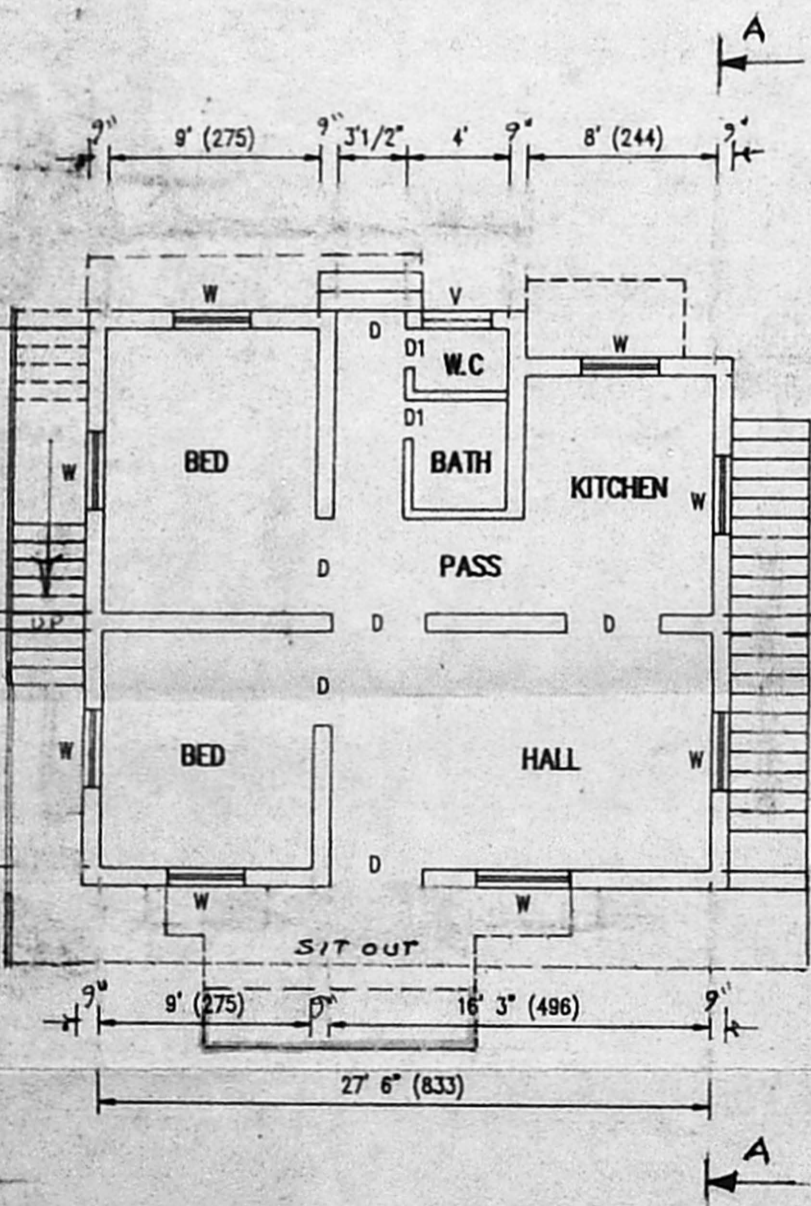 A
9" 9' (275) 9" 3'1/2" 4' 9" 8' (244) 9"
W V
D W.C W
D1
D1
W BED BATH KITCHEN W
D PASS
UP D D
D
W BED HALL W
D
W W
SIT OUT
9" 9' (275) 9" 16' 3" (496) 9"
27' 6" (833)
A